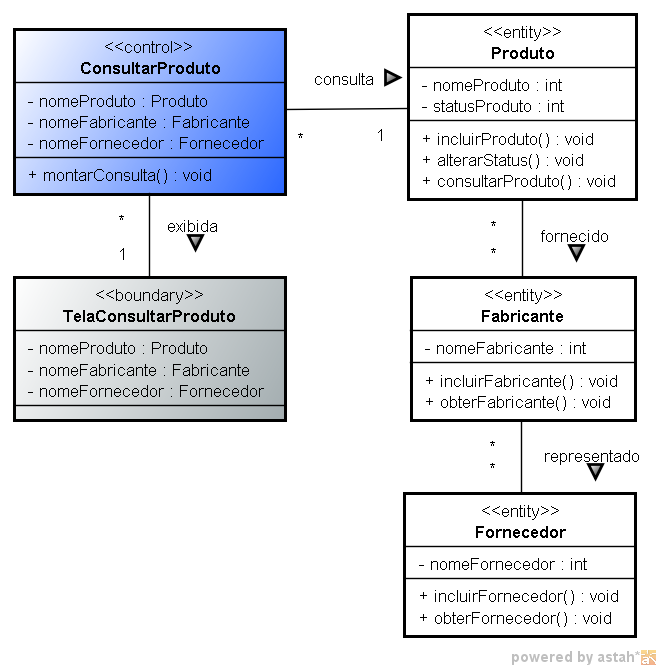 <<control>>
ConsultarProduto
- nomeProduto : Produto
- nomeFabricante : Fabricante
- nomeFornecedor : Fornecedor
+ montarConsulta() : void
consulta
*
1
<<entity>>
Produto
- nomeProduto : int
- statusProduto : int
+ incluirProduto() : void
+ alterarStatus() : void
+ consultarProduto() : void
*
exibida
1
*
fornecido
*
<<boundary>>
TelaConsultarProduto
- nomeProduto : Produto
- nomeFabricante : Fabricante
- nomeFornecedor : Fornecedor
<<entity>>
Fabricante
- nomeFabricante : int
+ incluirFabricante() : void
+ obterFabricante() : void
*
representado
*
<<entity>>
Fornecedor
- nomeFornecedor : int
+ incluirFornecedor() : void
+ obterFornecedor() : void
powered by astah*